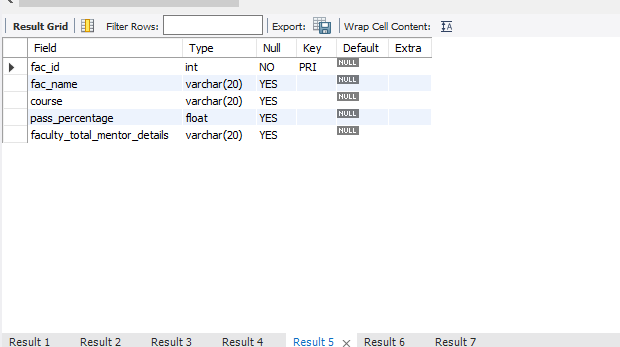 Result Grid Filter Rows: Export: Wrap Cell Content:
Field Type Null Key Default Extra
fac_id int NO PRI NULL
fac_name varchar(20) YES NULL
course varchar(20) YES NULL
pass_percentage float YES NULL
faculty_total_mentor_details varchar(20) YES NULL
Result 1 Result 2 Result 3 Result 4 Result 5 Result 6 Result 7